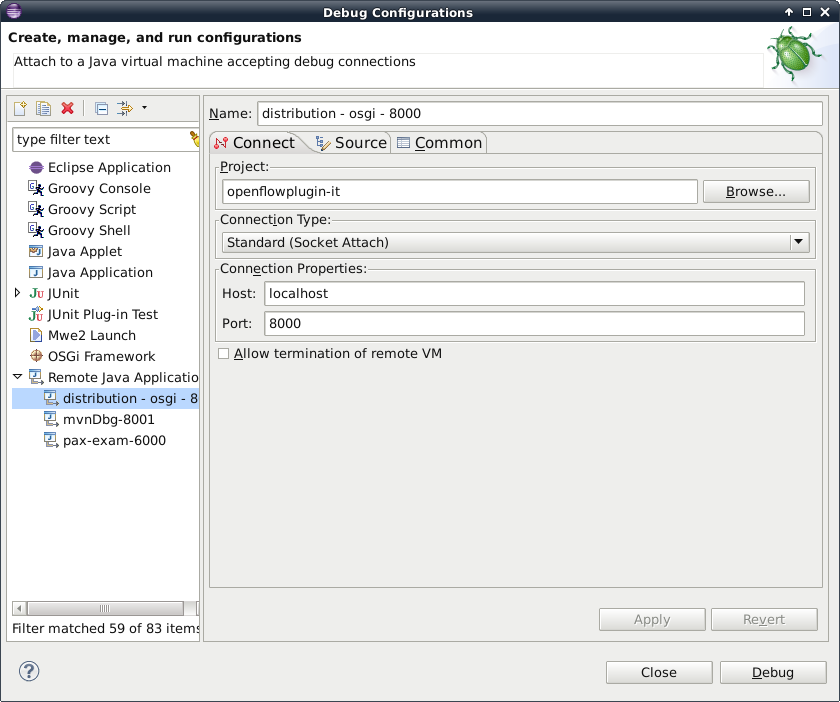 Debug Configurations
Create, manage, and run configurations
Attach to a Java virtual machine accepting debug connections
type filter text
Eclipse Application
Groovy Console
Groovy Script
Groovy Shell
Java Applet
Java Application
JUnit
JUnit Plug-in Test
Mwe2 Launch
OSGi Framework
Remote Java Applicatio
distribution - osgi - 8
mvnDbg-8001
pax-exam-6000
Filter matched 59 of 83 items
Name: distribution - osgi - 8000
Connect Source Common
Project:
openflowplugin-it Browse...
Connection Type:
Standard (Socket Attach)
Connection Properties:
Host: localhost
Port: 8000
Allow termination of remote VM
Apply Revert
Close Debug